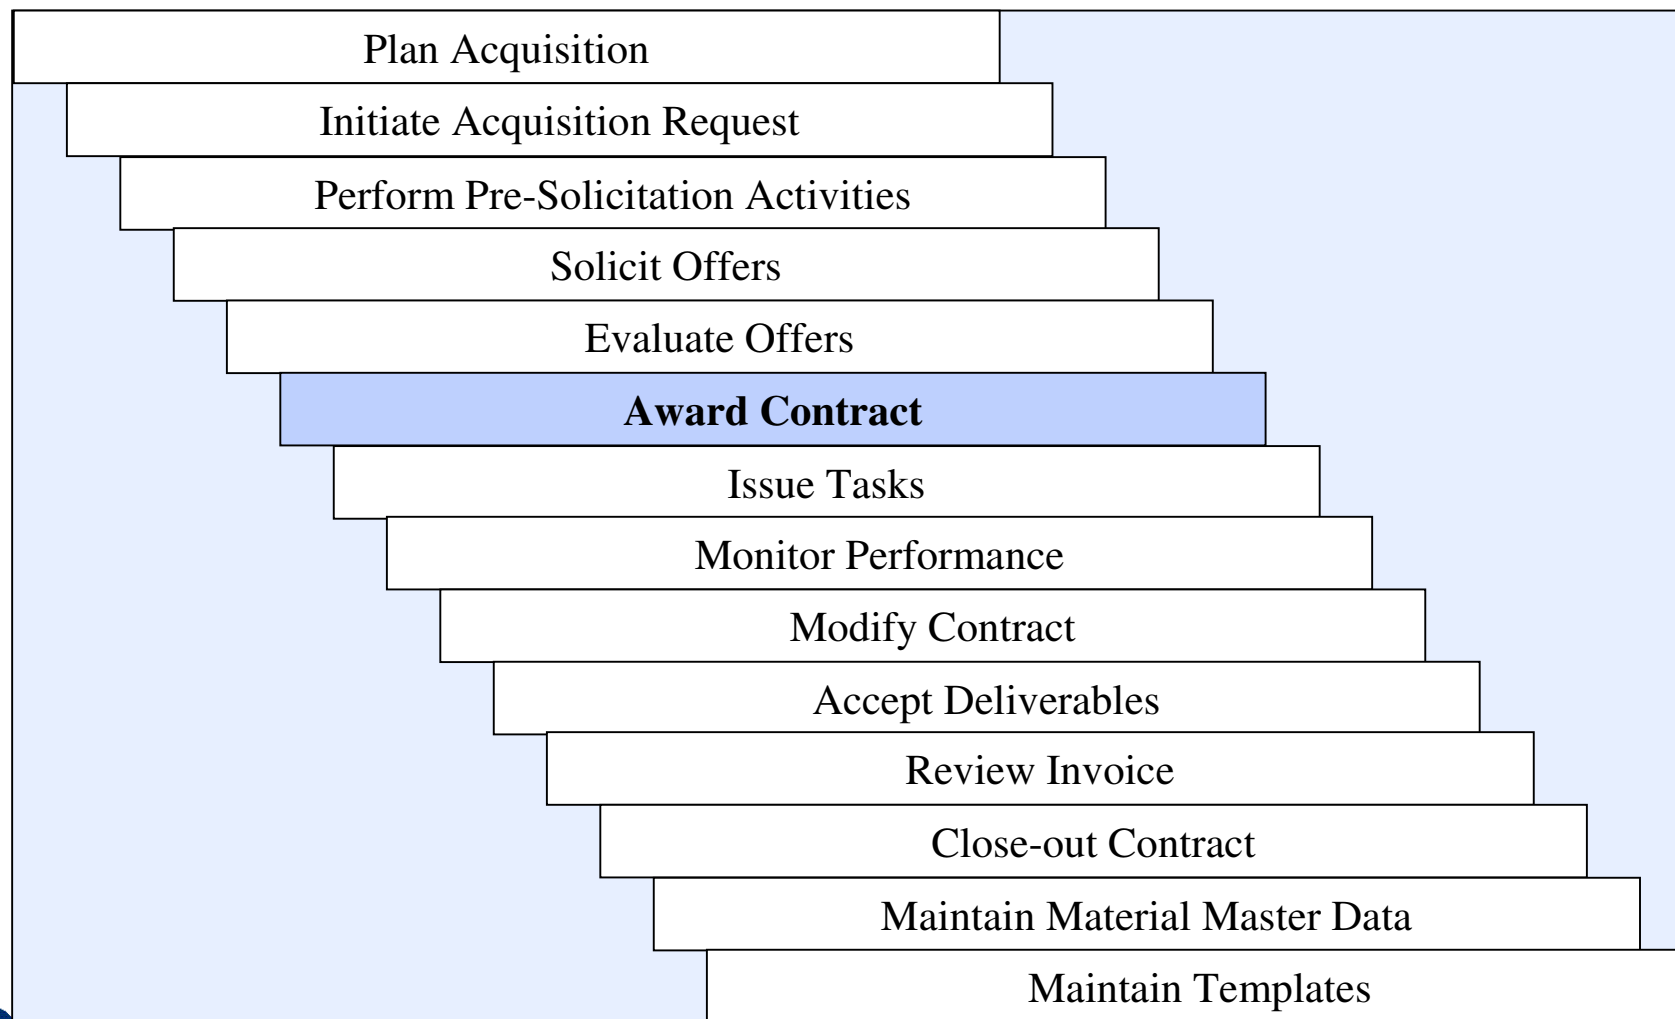 Plan Acquisition
Initiate Acquisition Request
Perform Pre-Solicitation Activities
Solicit Offers
Evaluate Offers
Award Contract
Issue Tasks
Monitor Performance
Modify Contract
Accept Deliverables
Review Invoice
Close-out Contract
Maintain Material Master Data
Maintain Templates